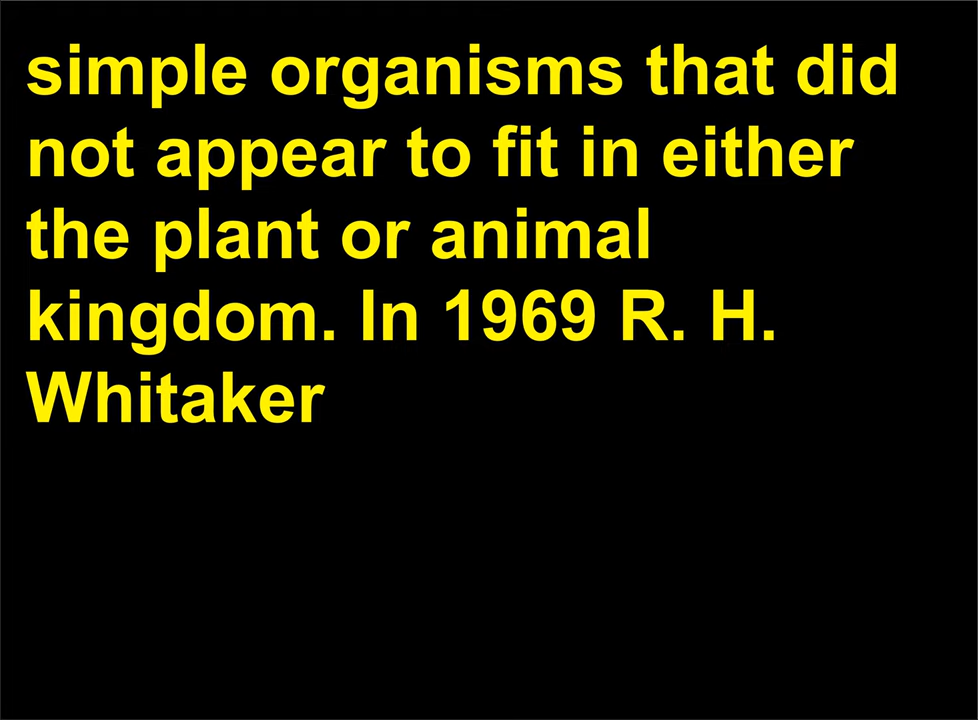 simple organisms that did
not appear to fit in either
the plant or animal
kingdom. In 1969 R. H.
Whitaker